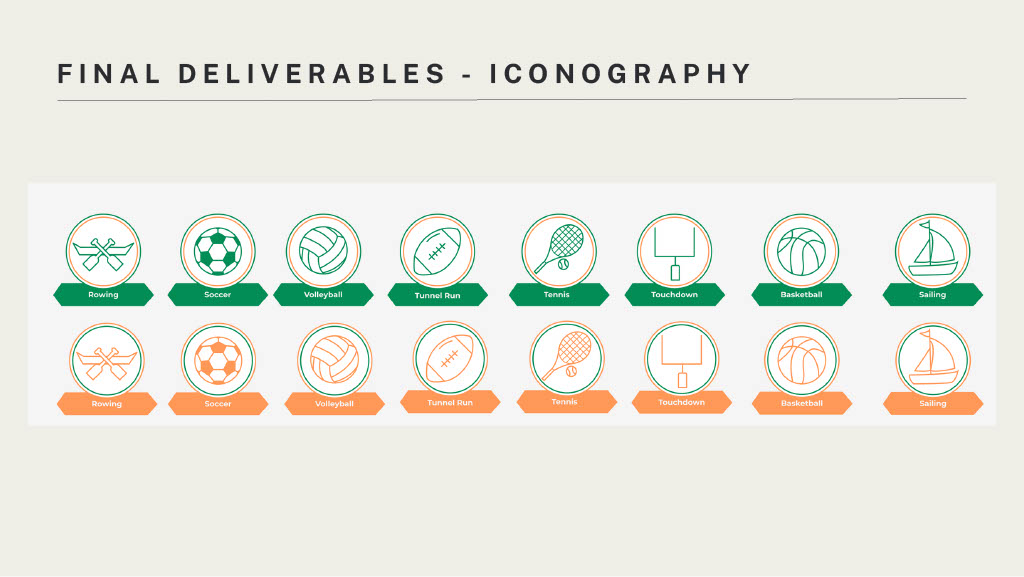 FINAL DELIVERABLES - ICONOGRAPHY
Rowing Soccer Volleyball Tunnel Run Tennis Touchdown Basketball Sailing
Rowing Soccer Volleyball Tunnel Run Tennis Touchdown Basketball Sailing